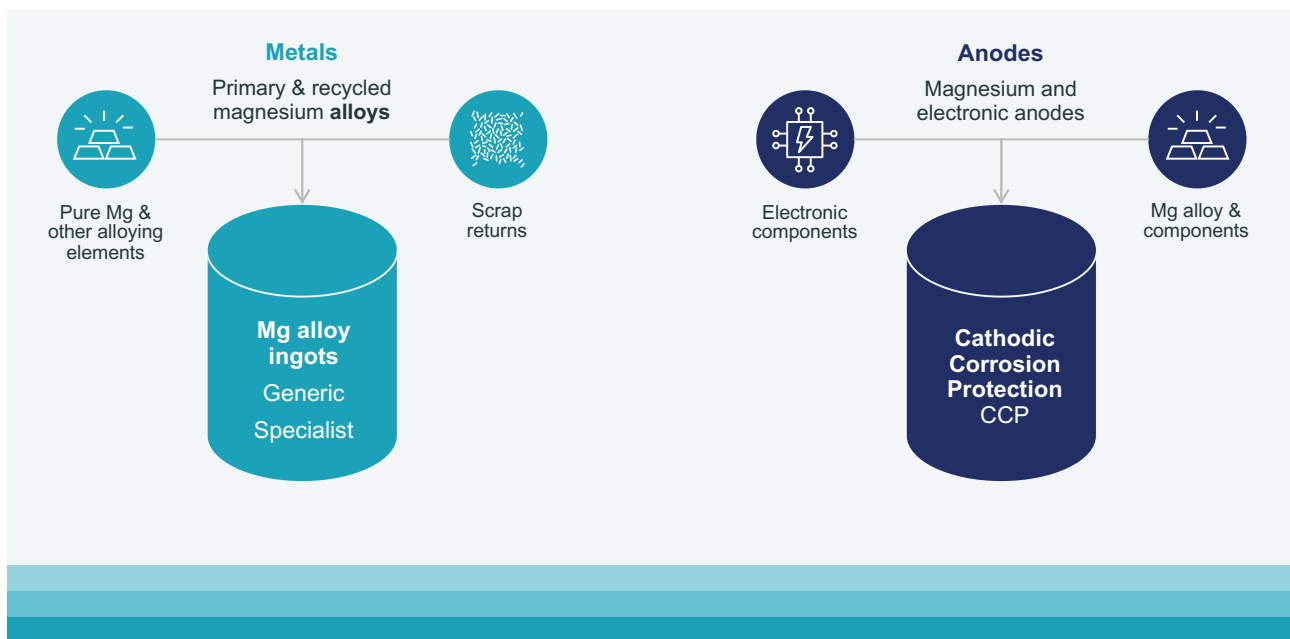 Metals
Primary & recycled
magnesium alloys
Pure Mg &
other alloying
elements
Scrap
returns
Mg alloy
ingots
Generic
Specialist
Anodes
Magnesium and
electronic anodes
Electronic
components
Mg alloy &
components
Cathodic
Corrosion
Protection
CCP